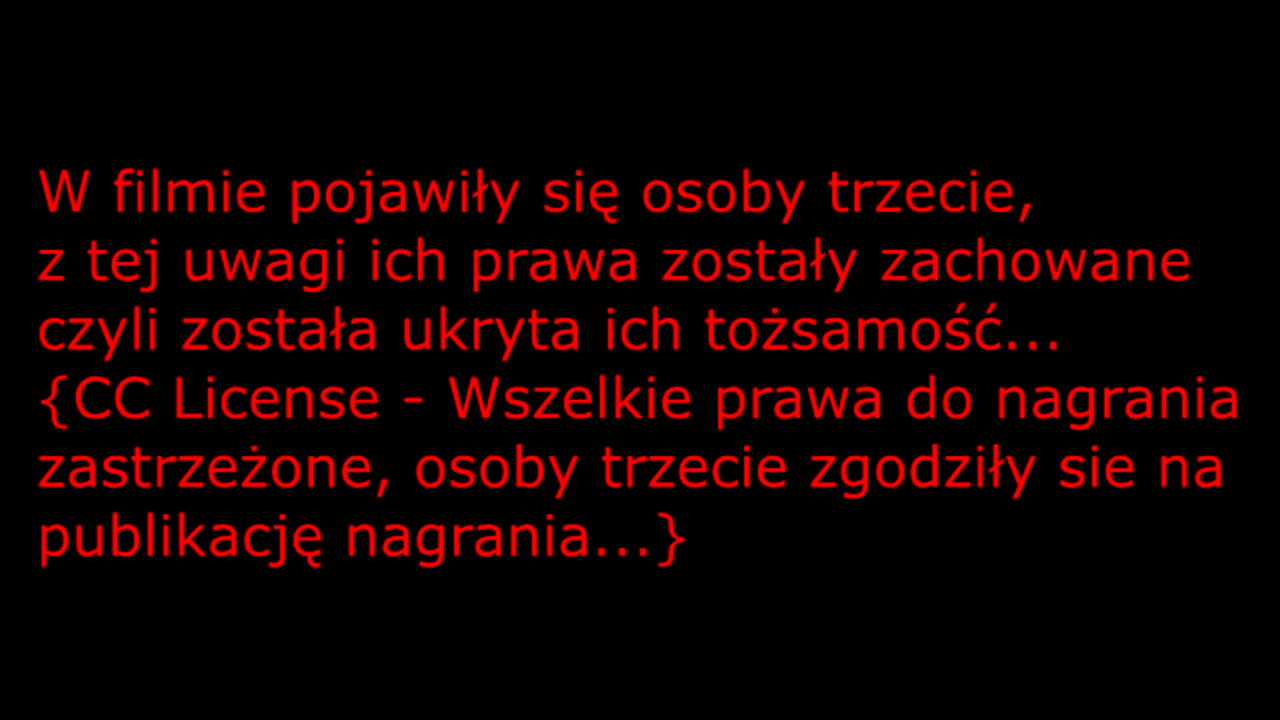 W filmie pojawiły się osoby trzecie,
z tej uwagi ich prawa zostały zachowane
czyli została ukryta ich tożsamość...
{CC License - Wszelkie prawa do nagrania
zastrzeżone, osoby trzecie zgodziły sie na
publikację nagrania...}